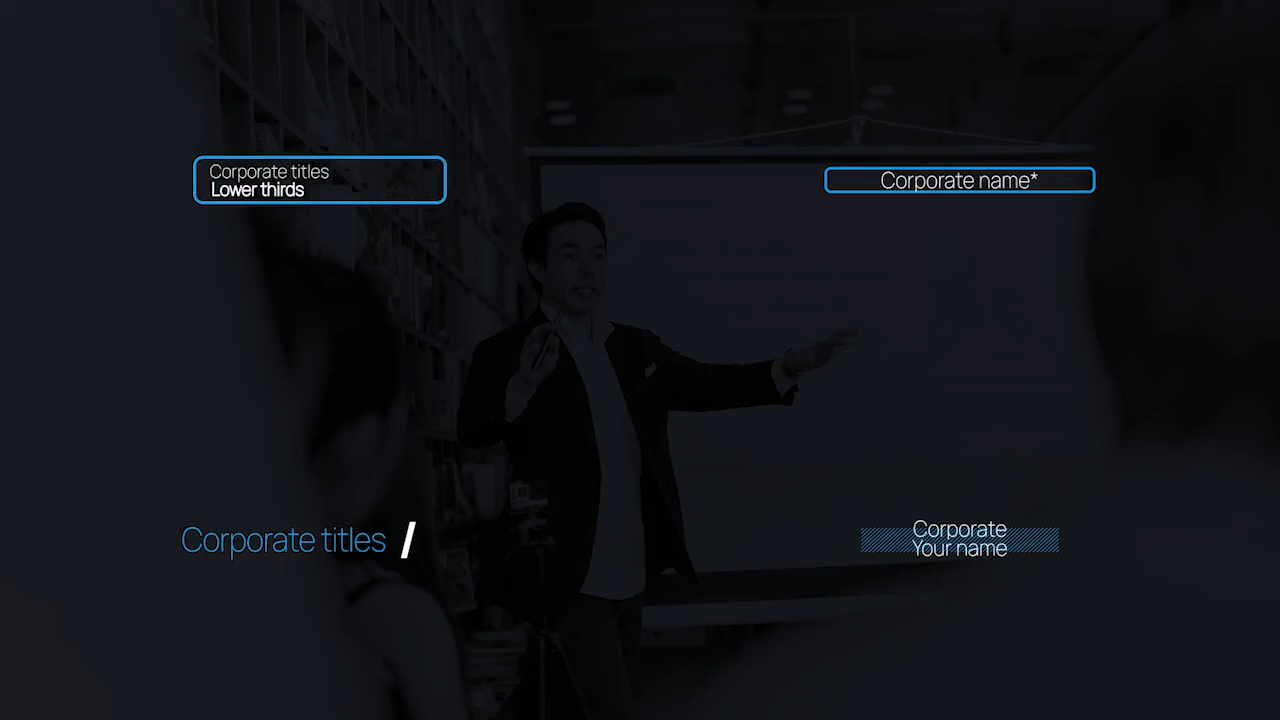 Corporate titles
Lower thirds
Corporate name*
Corporate titles /
Corporate
Your name